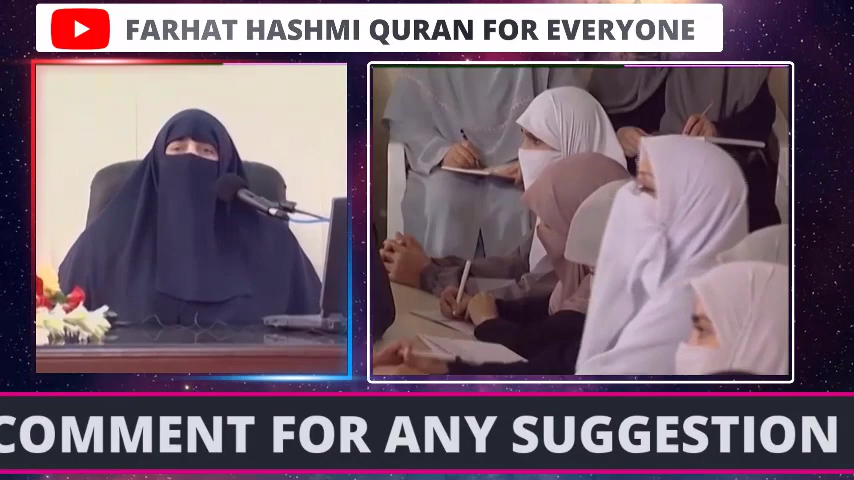 FARHAT HASHMI QURAN FOR EVERYONE
COMMENT FOR ANY SUGGESTION